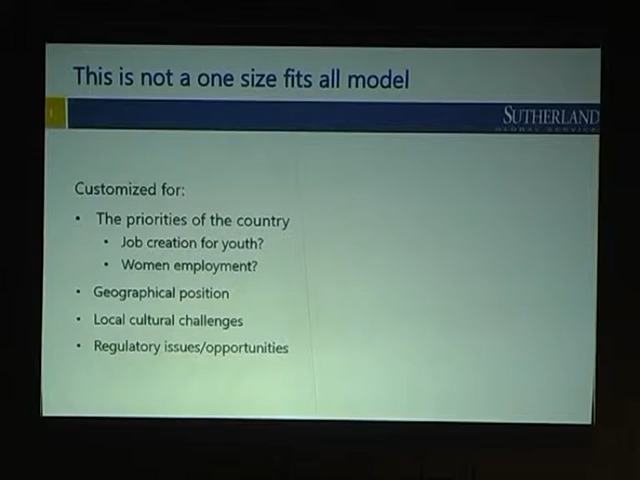 This is not a one size fits all model
SUTHERLAND
GLOBAL SERVICE
Customized for:
• The priorities of the country
• Job creation for youth?
• Women employment?
• Geographical position
• Local cultural challenges
• Regulatory issues/opportunities